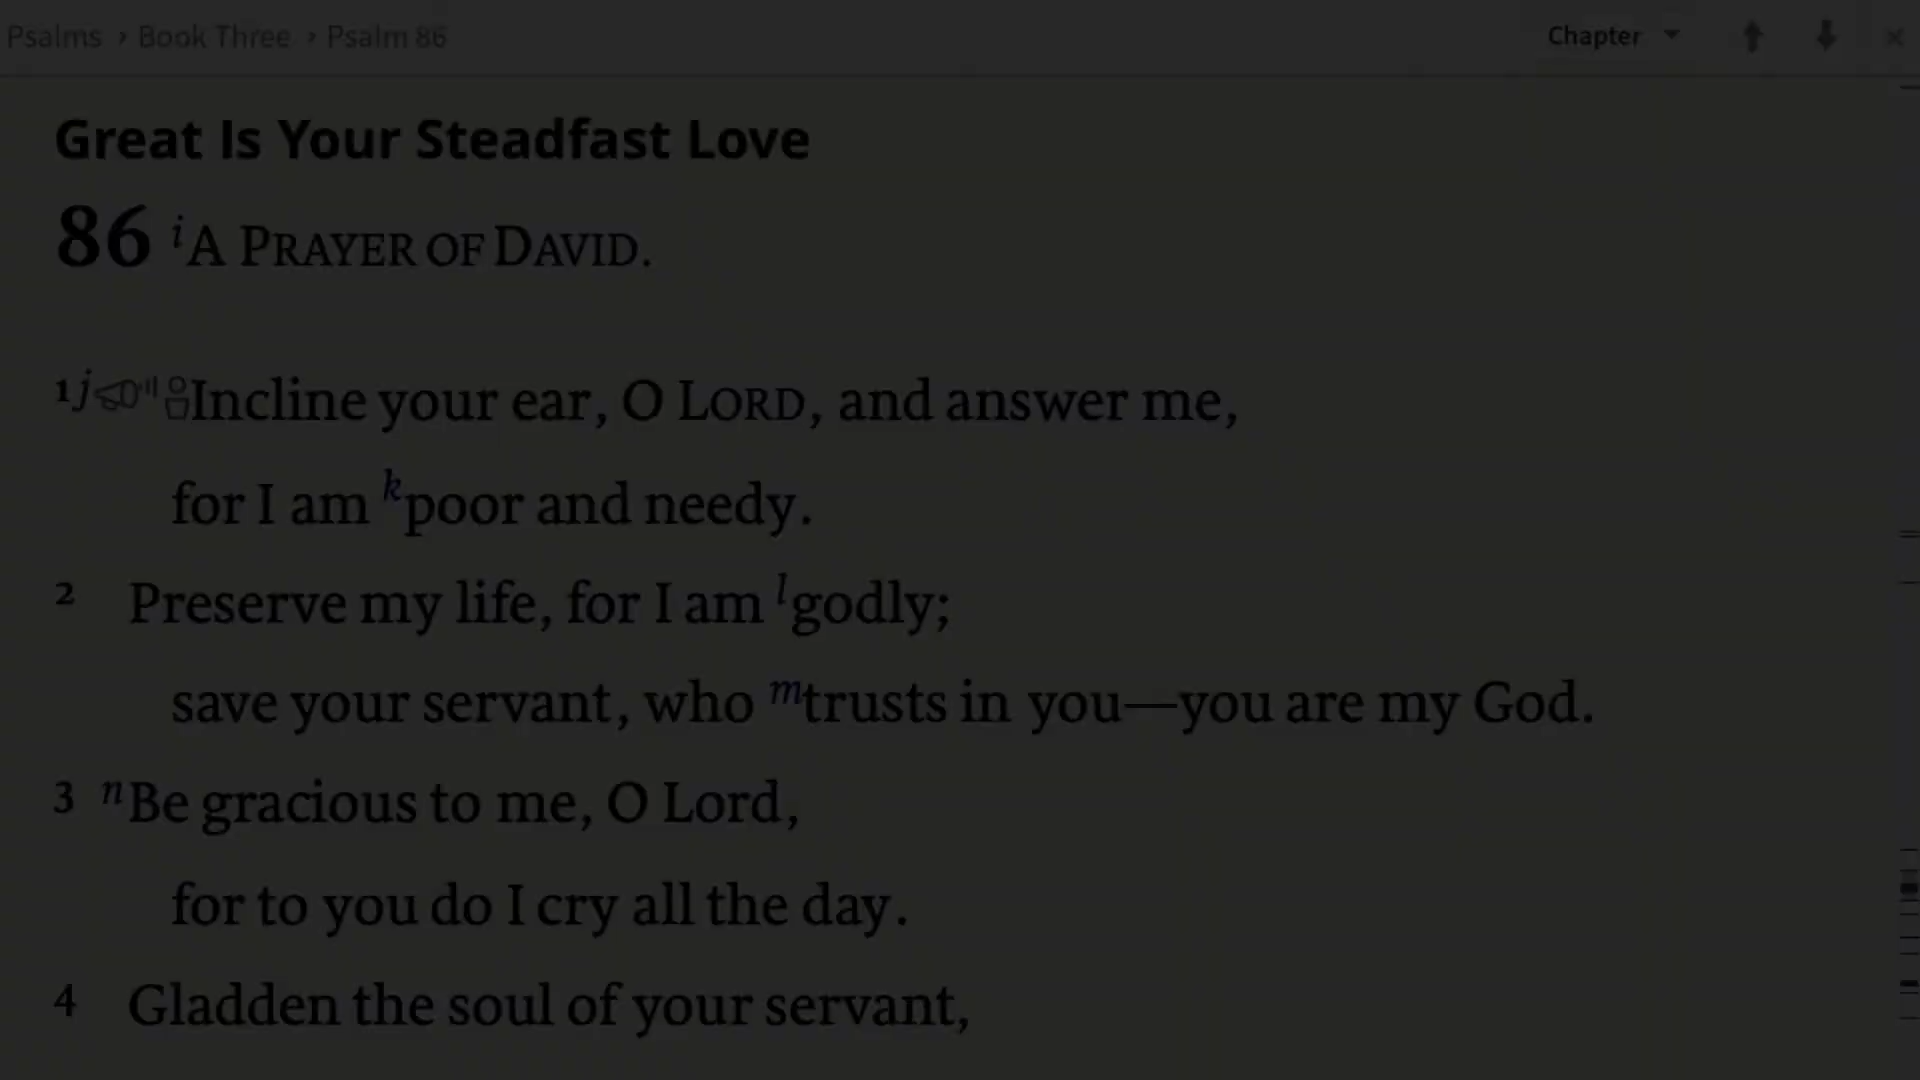 Psalms › Book Three › Psalm 86
Chapter
Great Is Your Steadfast Love
86 iA PRAYER OF DAVID.
1 jIncline your ear, O LORD, and answer me,
for I am kpoor and needy.
2 Preserve my life, for I am lgodly;
save your servant, who mtrusts in you—you are my God.
3 nBe gracious to me, O Lord,
for to you do I cry all the day.
4 Gladden the soul of your servant,